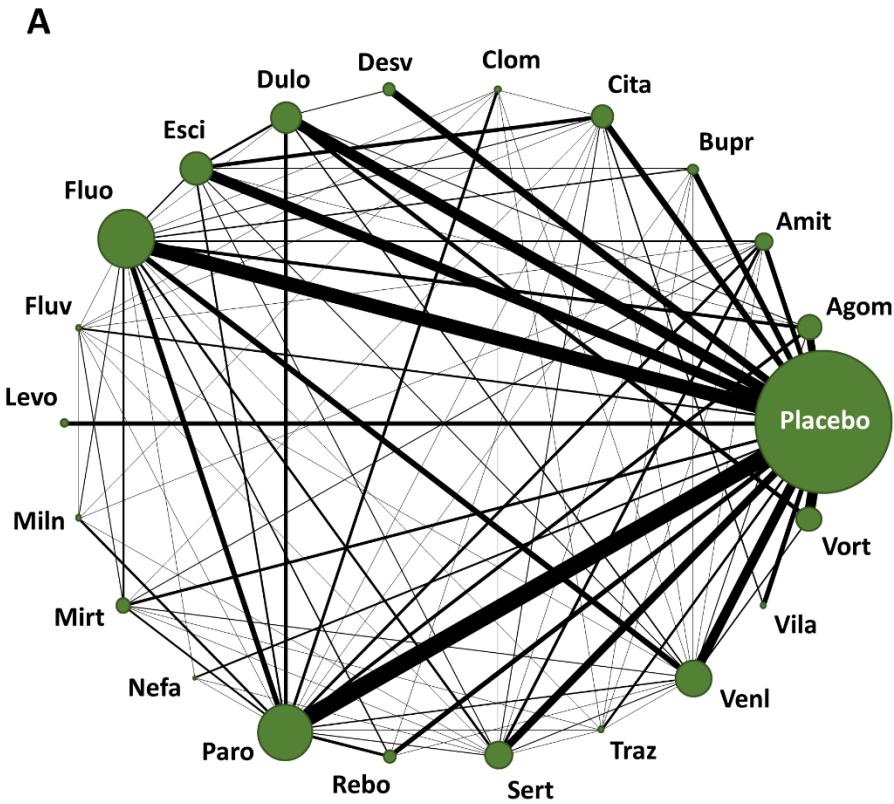 A
Desv
Clom
Dulo
Cita
Esci
Bupr
Fluo
Amit
Fluv
Agom
Levo
Placebo
Miln
Vort
Mirt
Vila
Nefa
Venl
Paro
Traz
Rebo
Sert